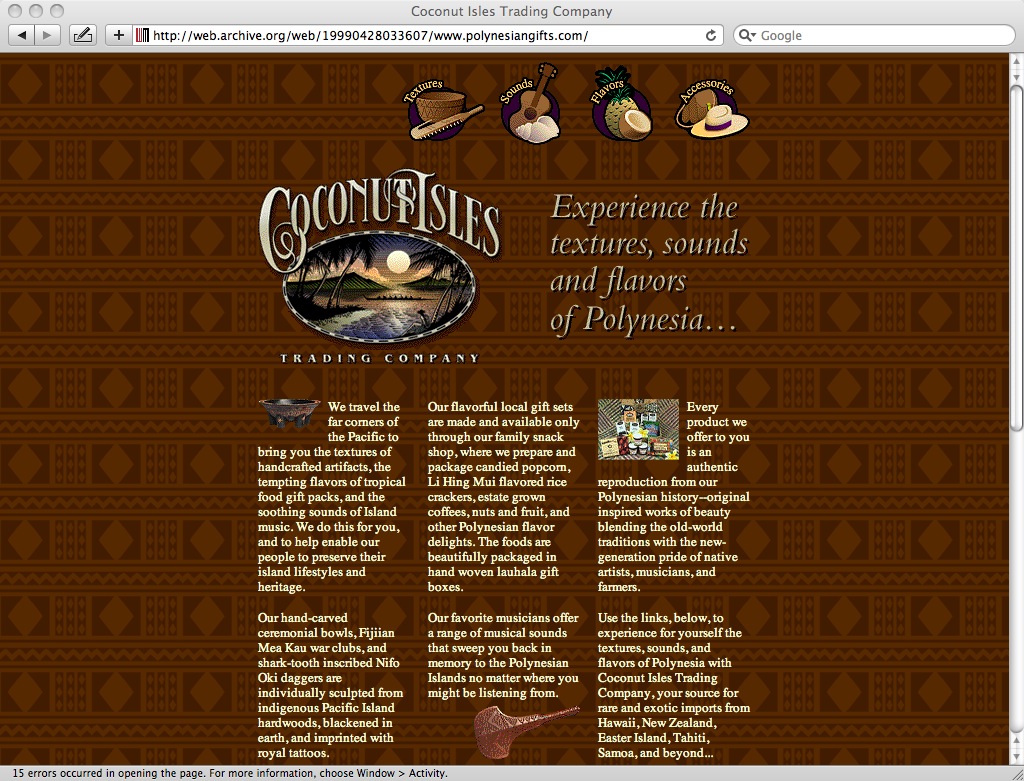 Coconut Isles Trading Company
http://web.archive.org/web/19990428033607/www.polynesiangifts.com/
Google
Textures
Sounds
Flavors
Accessories
COCONUT ISLES
TRADING COMPANY
Experience the
textures, sounds
and flavors
of Polynesia...
We travel the
far corners of
the Pacific to
bring you the textures of
handcrafted artifacts, the
tempting flavors of tropical
food gift packs, and the
soothing sounds of Island
music. We do this for you,
and to help enable our
people to preserve their
island lifestyles and
heritage.
Our hand-carved
ceremonial bowls, Fijiian
Mea Kau war clubs, and
shark-tooth inscribed Nifo
Oki daggers are
individually sculpted from
indigenous Pacific Island
hardwoods, blackened in
earth, and imprinted with
royal tattoos.
Our flavorful local gift sets
are made and available only
through our family snack
shop, where we prepare and
package candied popcorn,
Li Hing Mui flavored rice
crackers, estate grown
coffees, nuts and fruit, and
other Polynesian flavor
delights. The foods are
beautifully packaged in
hand woven lauhala gift
boxes.
Our favorite musicians offer
a range of musical sounds
that sweep you back in
memory to the Polynesian
Islands no matter where you
might be listening from.
Every
product we
offer to you
is an
authentic
reproduction from our
Polynesian history--original
inspired works of beauty
blending the old-world
traditions with the new-
generation pride of native
artists, musicians, and
farmers.
Use the links, below, to
experience for yourself the
textures, sounds, and
flavors of Polynesia with
Coconut Isles Trading
Company, your source for
rare and exotic imports from
Hawaii, New Zealand,
Easter Island, Tahiti,
Samoa, and beyond...
15 errors occurred in opening the page. For more information, choose Window > Activity.